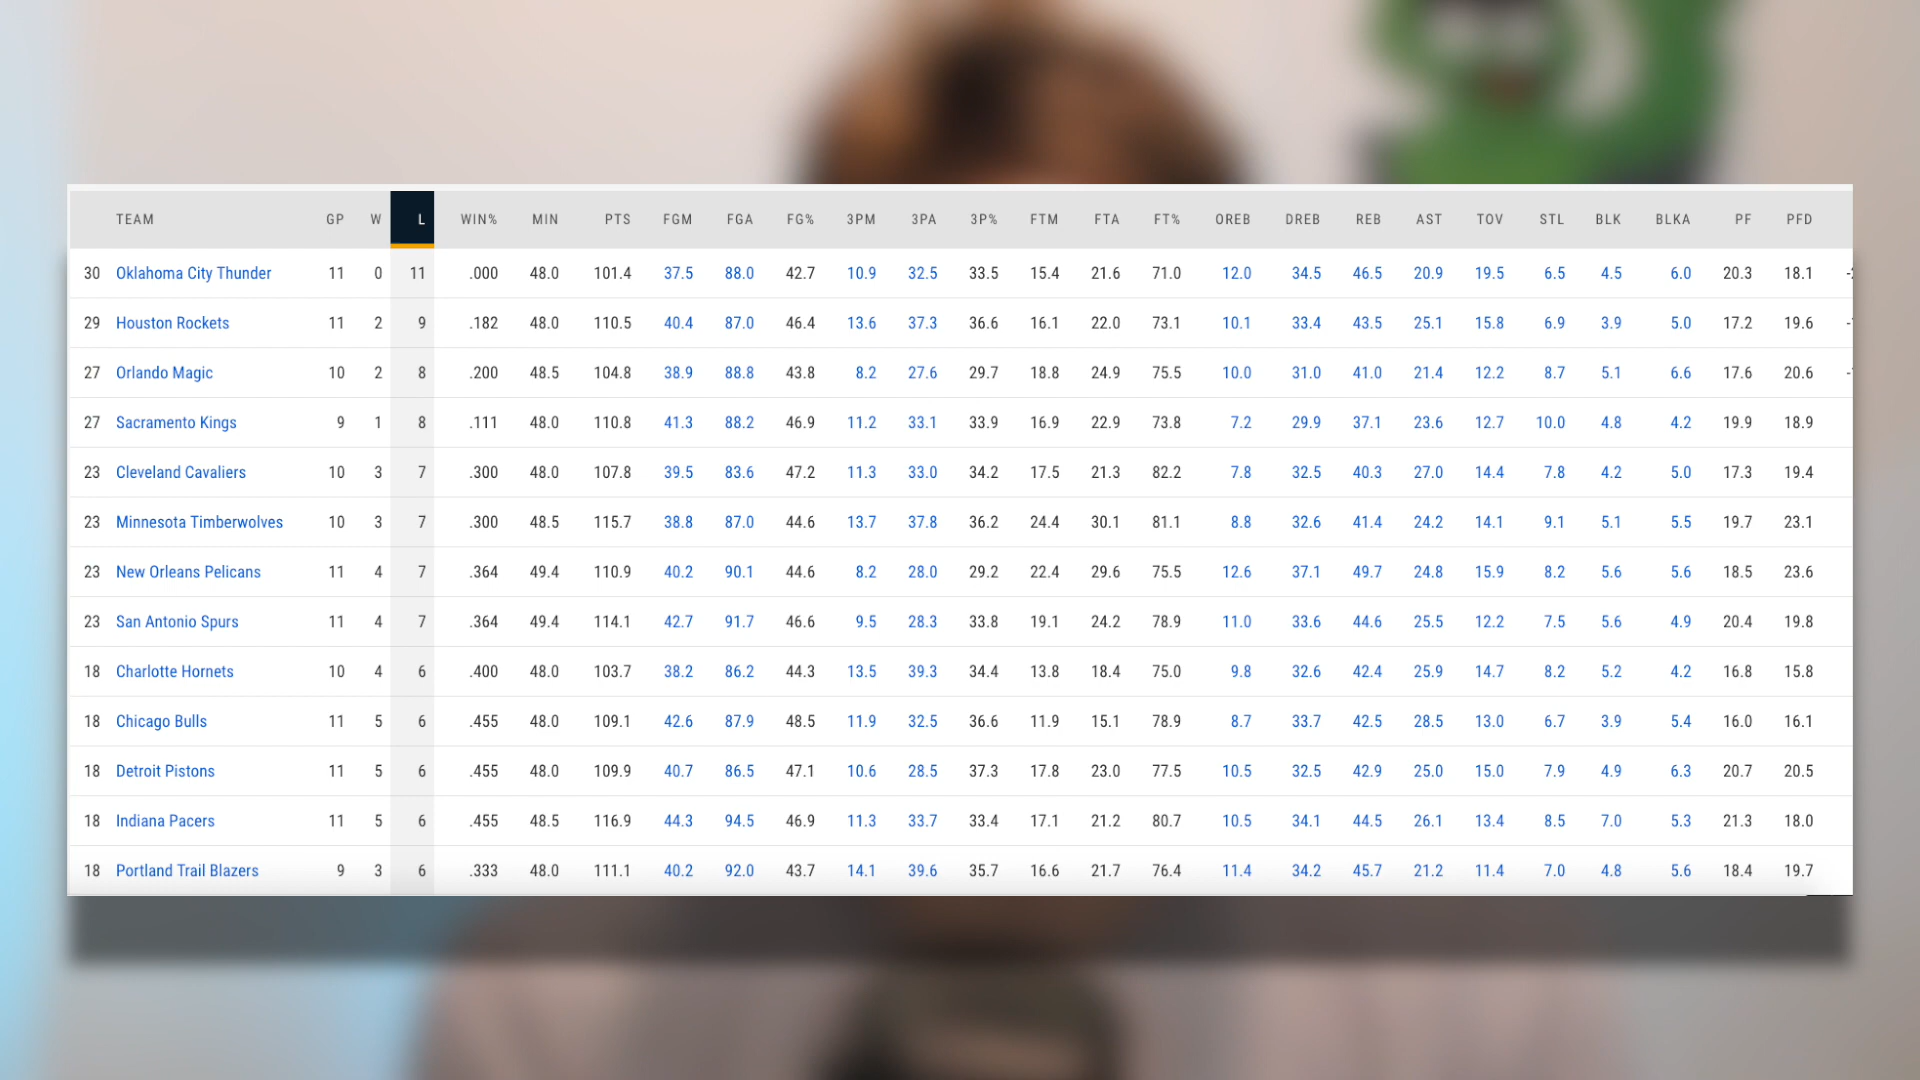 TEAM GP W L WIN% MIN PTS FGM FGA FG% 3PM 3PA 3P% FTM FTA FT% OREB DREB REB AST TOV STL BLK BLKA PF PFD
30 Oklahoma City Thunder 11 0 11 .000 48.0 101.4 37.5 88.0 42.7 10.9 32.5 33.5 15.4 21.6 71.0 12.0 34.5 46.5 20.9 19.5 6.5 4.5 6.0 20.3 18.1
29 Houston Rockets 11 2 9 .182 48.0 110.5 40.4 87.0 46.4 13.6 37.3 36.6 16.1 22.0 73.1 10.1 33.4 43.5 25.1 15.8 6.9 3.9 5.0 17.2 19.6
27 Orlando Magic 10 2 8 .200 48.5 104.8 38.9 88.8 43.8 8.2 27.6 29.7 18.8 24.9 75.5 10.0 31.0 41.0 21.4 12.2 8.7 5.1 6.6 17.6 20.6
27 Sacramento Kings 9 1 8 .111 48.0 110.8 41.3 88.2 46.9 11.2 33.1 33.9 16.9 22.9 73.8 7.2 29.9 37.1 23.6 12.7 10.0 4.8 4.2 19.9 18.9
23 Cleveland Cavaliers 10 3 7 .300 48.0 107.8 39.5 83.6 47.2 11.3 33.0 34.2 17.5 21.3 82.2 7.8 32.5 40.3 27.0 14.4 7.8 4.2 5.0 17.3 19.4
23 Minnesota Timberwolves 10 3 7 .300 48.5 115.7 38.8 87.0 44.6 13.7 37.8 36.2 24.4 30.1 81.1 8.8 32.6 41.4 24.2 14.1 9.1 5.1 5.5 19.7 23.1
23 New Orleans Pelicans 11 4 7 .364 49.4 110.9 40.2 90.1 44.6 8.2 28.0 29.2 22.4 29.6 75.5 12.6 37.1 49.7 24.8 15.9 8.2 5.6 5.6 18.5 23.6
23 San Antonio Spurs 11 4 7 .364 49.4 114.1 42.7 91.7 46.6 9.5 28.3 33.8 19.1 24.2 78.9 11.0 33.6 44.6 25.5 12.2 7.5 5.6 4.9 20.4 19.8
18 Charlotte Hornets 10 4 6 .400 48.0 103.7 38.2 86.2 44.3 13.5 39.3 34.4 13.8 18.4 75.0 9.8 32.6 42.4 25.9 14.7 8.2 5.2 4.2 16.8 15.8
18 Chicago Bulls 11 5 6 .455 48.0 109.1 42.6 87.9 48.5 11.9 32.5 36.6 11.9 15.1 78.9 8.7 33.7 42.5 28.5 13.0 6.7 3.9 5.4 16.0 16.1
18 Detroit Pistons 11 5 6 .455 48.0 109.9 40.7 86.5 47.1 10.6 28.5 37.3 17.8 23.0 77.5 10.5 32.5 42.9 25.0 15.0 7.9 4.9 6.3 20.7 20.5
18 Indiana Pacers 11 5 6 .455 48.5 116.9 44.3 94.5 46.9 11.3 33.7 33.4 17.1 21.2 80.7 10.5 34.1 44.5 26.1 13.4 8.5 7.0 5.3 21.3 18.0
18 Portland Trail Blazers 9 3 6 .333 48.0 111.1 40.2 92.0 43.7 14.1 39.6 35.7 16.6 21.7 76.4 11.4 34.2 45.7 21.2 11.4 7.0 4.8 5.6 18.4 19.7